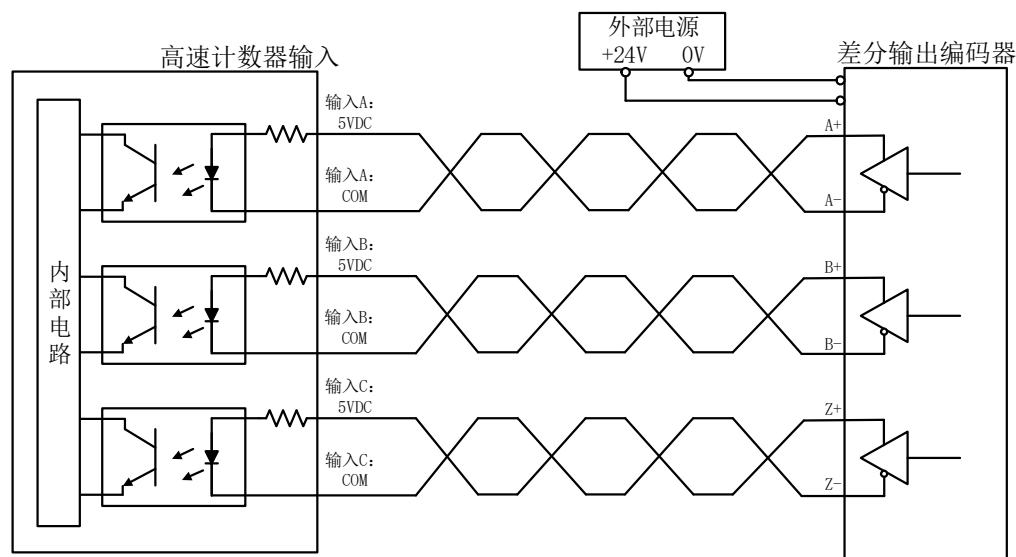 外部电源
+24V 0V
高速计数器输入
差分输出编码器
输入A:
5VDC
A+
输入A:
COM
A-
输入B:
5VDC
B+
内部电路
输入B:
COM
B-
输入C:
5VDC
Z+
输入C:
COM
Z-